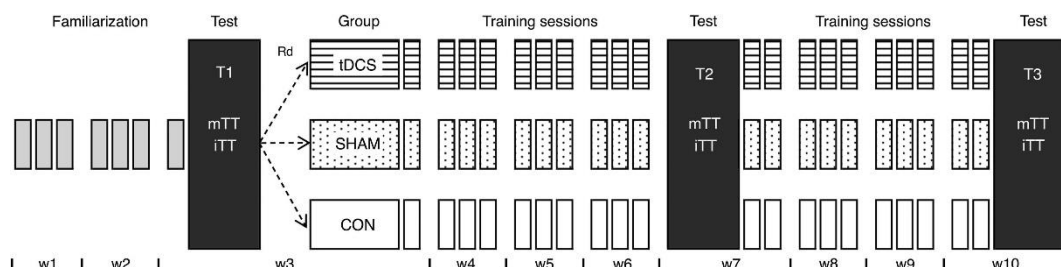 Familiarization Test Group Training sessions Test Training sessions Test
Rd
tDCS
T1 T2 T3
mTT mTT mTT
SHAM
iTT iTT iTT
CON
w1 w2 w3 w4 w5 w6 w7 w8 w9 w10